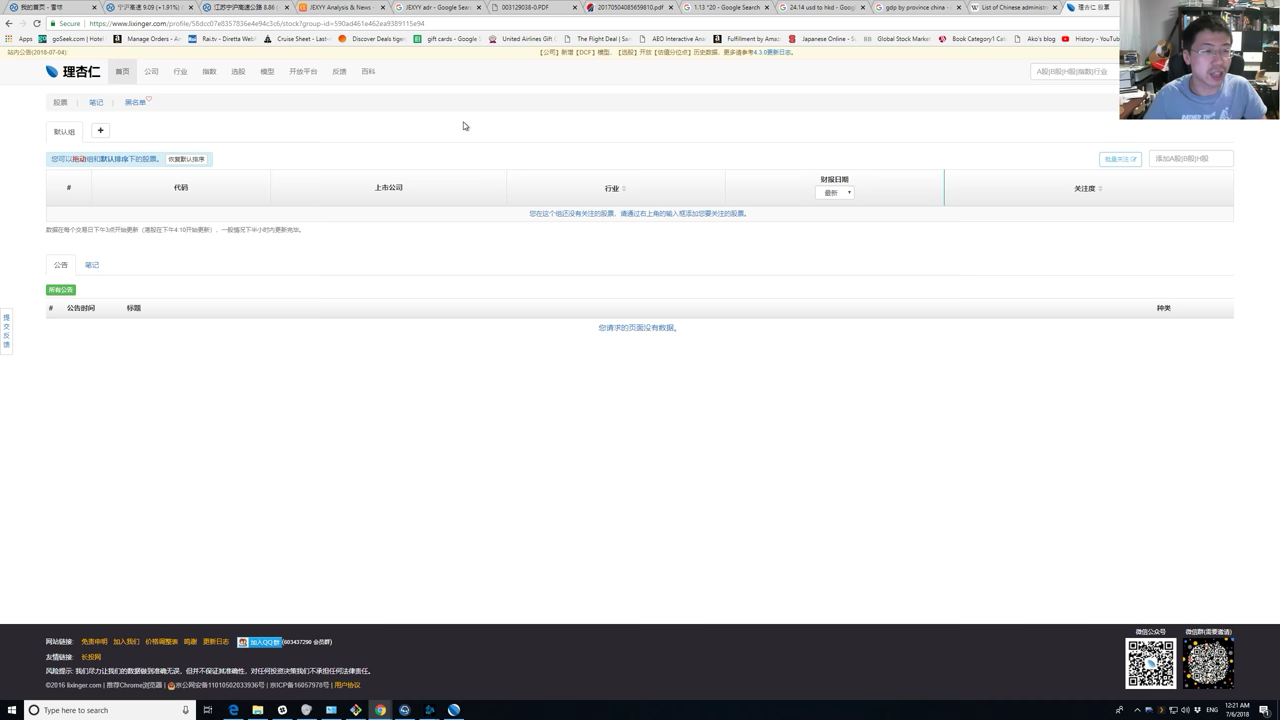 我的首页 - 雪球
宁沪高速 9.09 (+1.91%)
江苏宁沪高速公路 8.86
JEXYY Analysis & News
JEXYY adr - Google Sear
003129038-0.PDF
20170504085659810.pdf
1.13 *20 - Google Search
24.14 usd to hkd - Goog
gdp by province china
List of Chinese administ
理杏仁 股票
Secure | https://www.lixinger.com/profile/58dcc07e8357836e4e94c3c6/stock?group-id=590ad461e462ea9389115e94
Apps
goSeek.com | Hotel
Manage Orders - Ama
Rai.tv - Diretta Webt
Cruise Sheet - Great
Discover Deals tiger
gift cards - Google S
United Airlines Gift C
The Flight Deal | San
AEO Interactive Ana
Fulfillment by Amaz
Japanese Online - So
Global Stock Market
Book Category1 Cate
Ako's blog
History - YouTub
站内公告(2018-07-04):
【公司】新增【DCF】模型,【选股】开放【估值分位点】历史数据。更多请参考4.3.0更新日志。
理杏仁
首页
公司
行业
指数
选股
模型
开放平台
反馈
百科
A股|B股|H股|指数|行业
股票 | 笔记 | 黑名单
默认组
+
您可以拖动组和默认排序下的股票。
恢复默认排序
批量关注
添加A股|B股|H股
#
代码
上市公司
行业
财报日期
最新
关注度
您在这个组还没有关注的股票，请通过右上角的输入框添加您要关注的股票。
数据在每个交易日下午3点开始更新（港股在下午4:10开始更新），一般情况下半小时内更新完毕。
公告
笔记
所有公告
# 公告时间 标题 种类
您请求的页面没有数据。
提交反馈
网站链接: 免责申明 加入我们 价格调整表 鸣谢 更新日志 加入QQ群 (603437290 会员群)
友情链接: 长投网
风险提示: 我们尽力让我们的数据做到准确无误，但并不保证其准确性，对任何投资决策我们不承担任何法律责任。
©2016 lixinger.com | 推荐Chrome浏览器 | 京公网安备11010502033936号 | 京ICP备16057978号 | 用户协议
微信公众号
微信群(需要邀请)
Type here to search
ENG
12:21 AM
7/6/2018